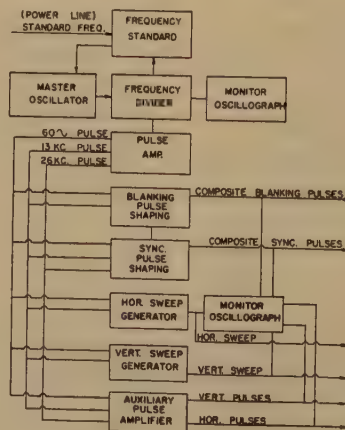 (POWER LINE)
STANDARD FREQ.
FREQUENCY
STANDARD
MASTER
OSCILLATOR
FREQUENCY
DIVIDER
MONITOR
OSCILLOGRAPH
60~ PULSE
13 KC PULSE
26KC. PULSE
PULSE
AMP.
BLANKING
PULSE
SHAPING
COMPOSITE BLANKING PULSES
SYNC.
PULSE
SHAPING
COMPOSITE SYNC. PULSES
HOR. SWEEP
GENERATOR
MONITOR
OSCILLOGRAPH
HOR. SWEEP
VERT. SWEEP
GENERATOR
VERT. SWEEP
AUXILIARY
PULSE
AMPLIFIER
VERT. PULSES
HOR. PULSES